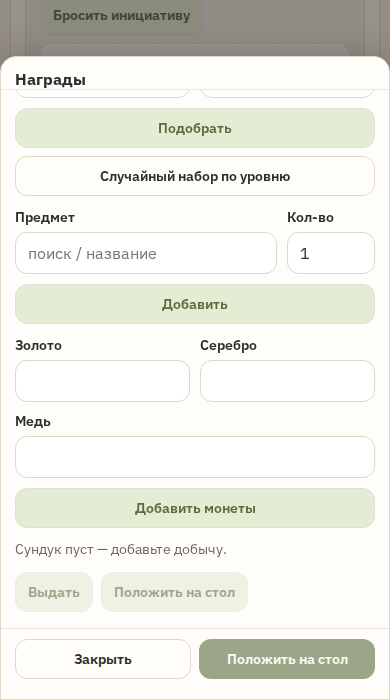 Бросить инициативу
Награды
Подобрать
Случайный набор по уровню
Предмет
Кол-во
поиск / название
1
Добавить
Золото
Серебро
Медь
Добавить монеты
Сундук пуст — добавьте добычу.
Выдать
Положить на стол
Закрыть
Положить на стол